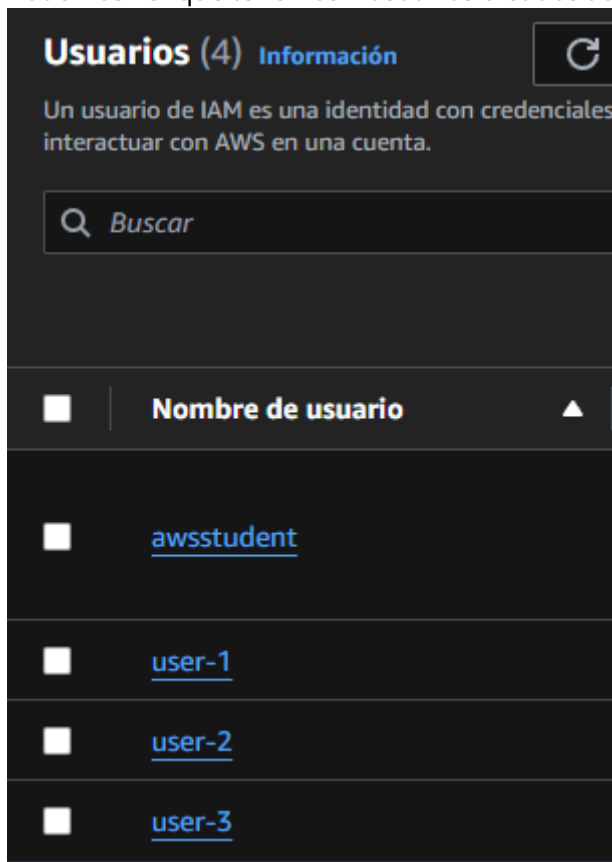 Usuarios (4) Información
Un usuario de IAM es una identidad con credenciales
interactuar con AWS en una cuenta.
Buscar
Nombre de usuario
awsstudent
user-1
user-2
user-3